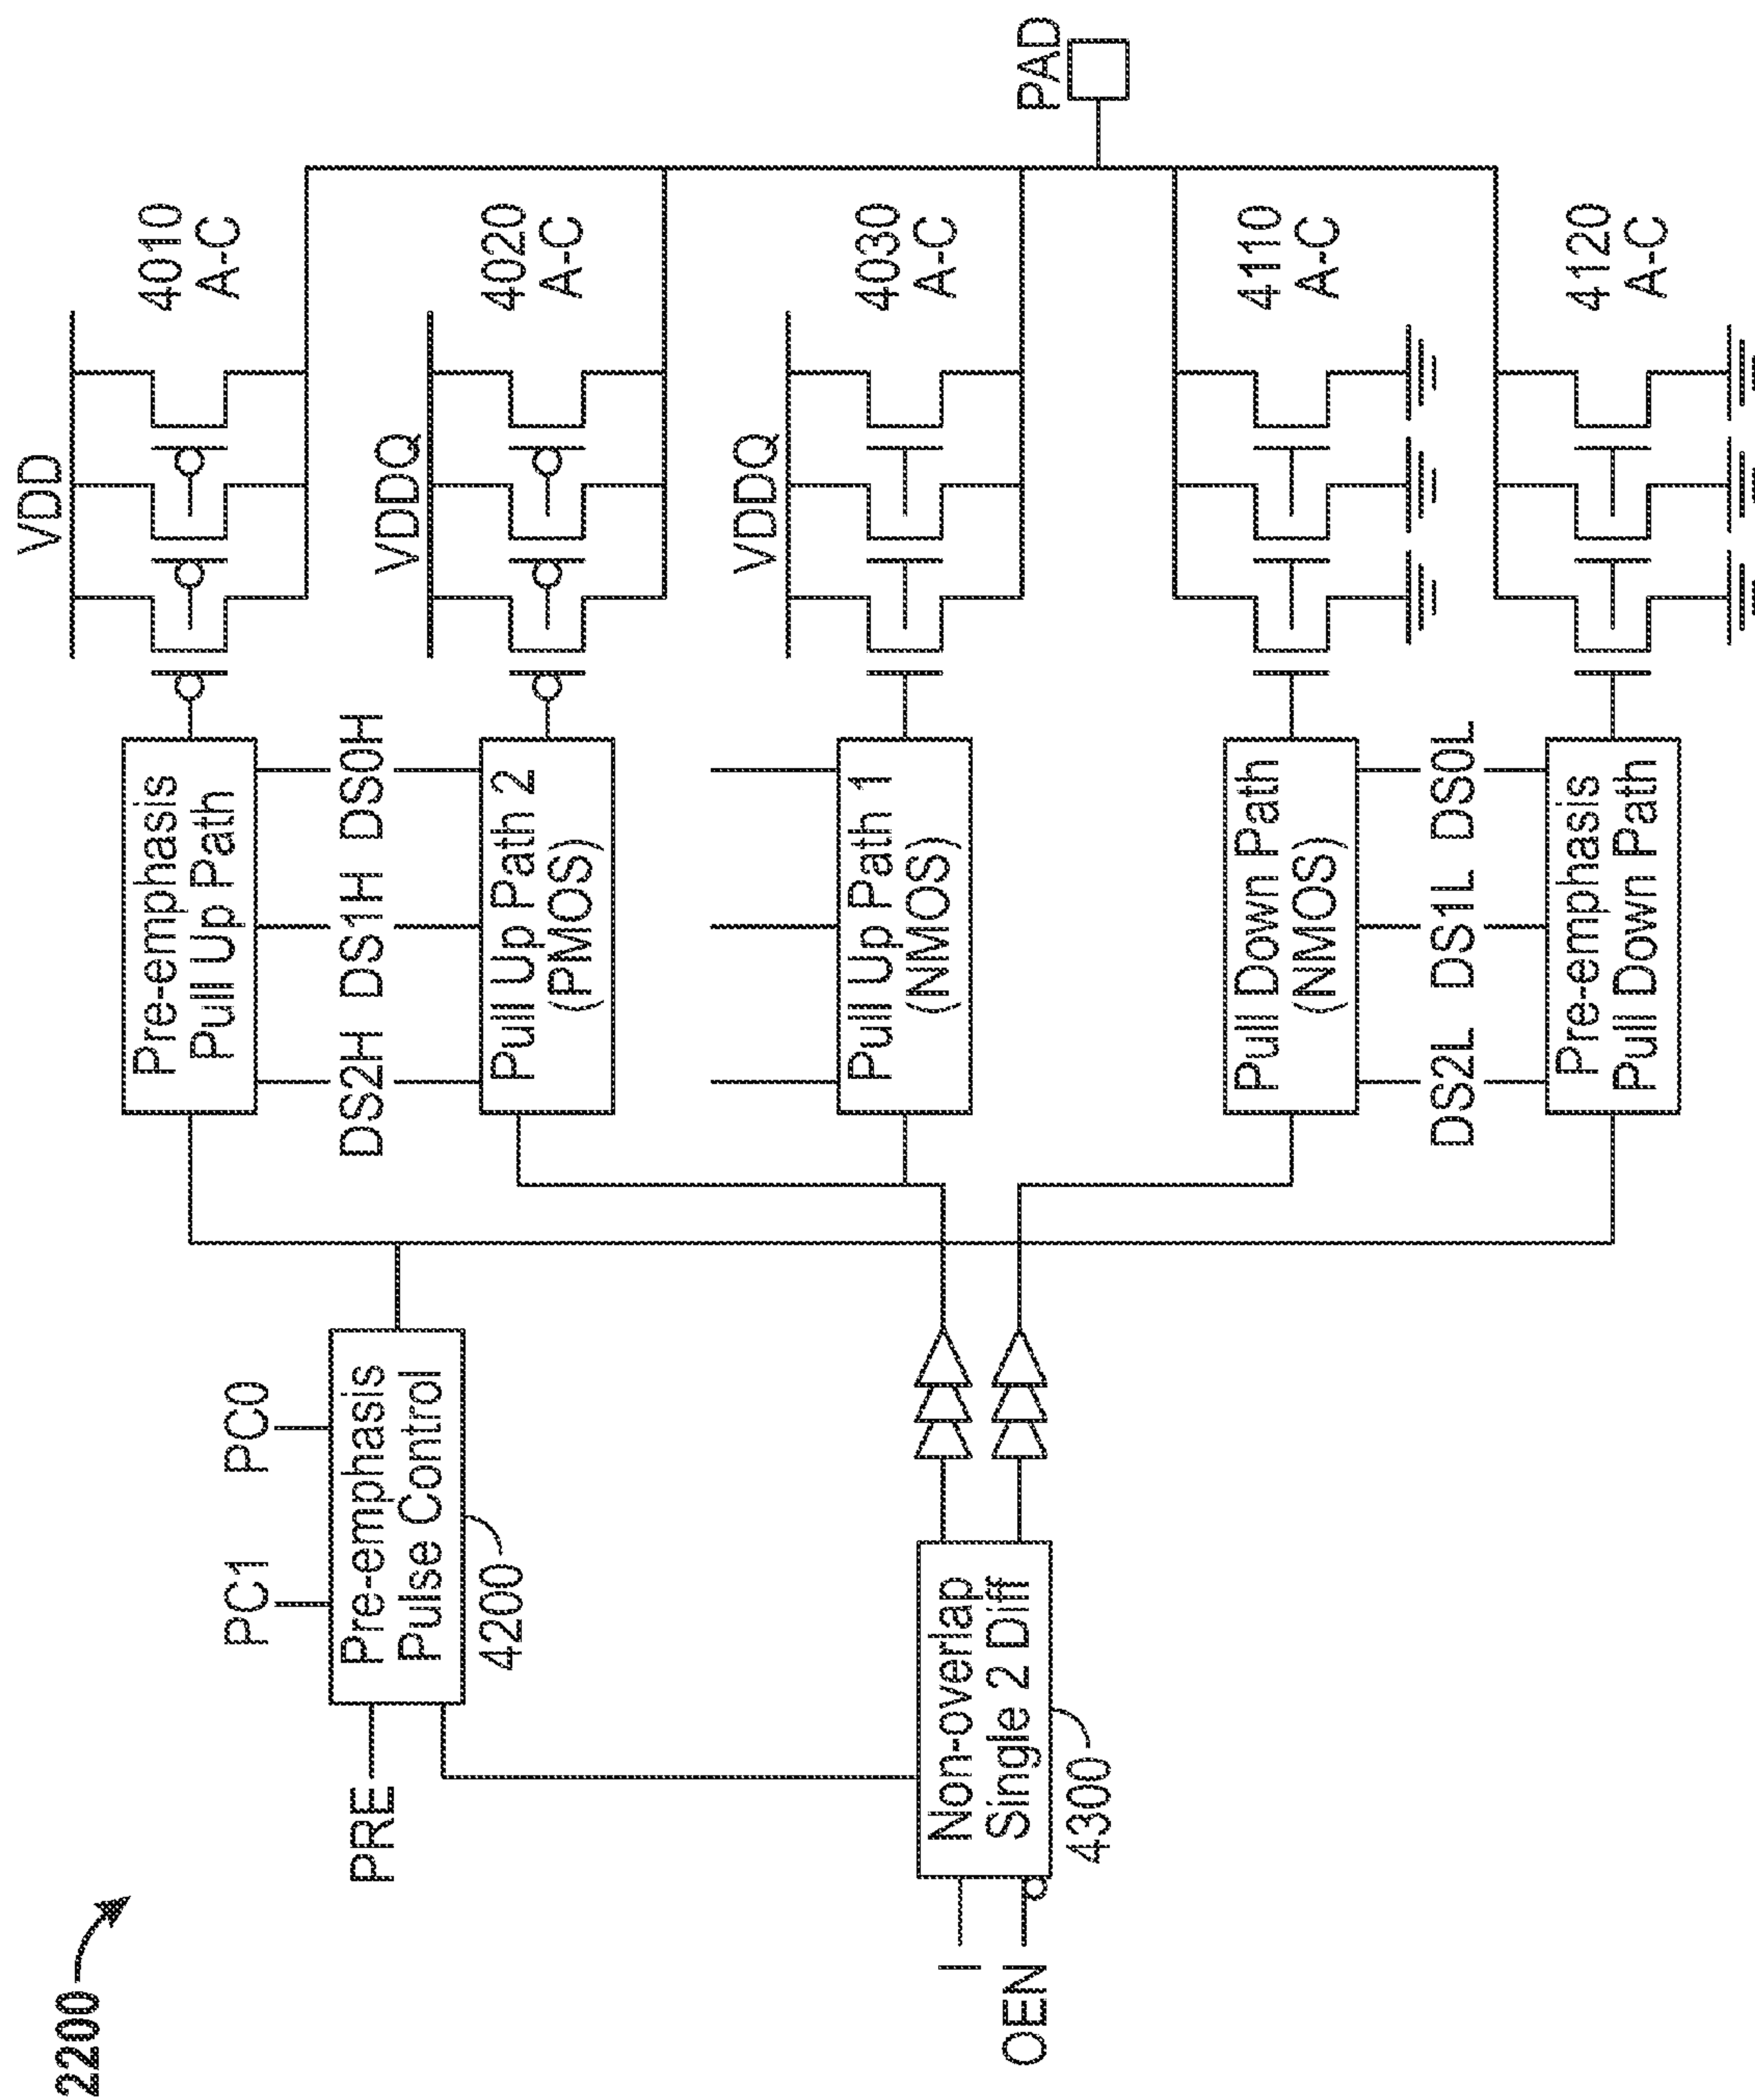 2200
PRE
PC1
PC0
Pre-emphasis
Pulse Control
4200
I
OEN
Non-overlap
Single 2 Diff
4300
Pre-emphasis
Pull Up Path
DS2H DS1H DS0H
Pull Up Path 2
(PMOS)
Pull Up Path 1
(NMOS)
Pull Down Path
(NMOS)
DS2L DS1L DS0L
Pre-emphasis
Pull Down Path
VDD
4010
A-C
VDDQ
4020
A-C
VDDQ
4030
A-C
4110
A-C
4120
A-C
PAD